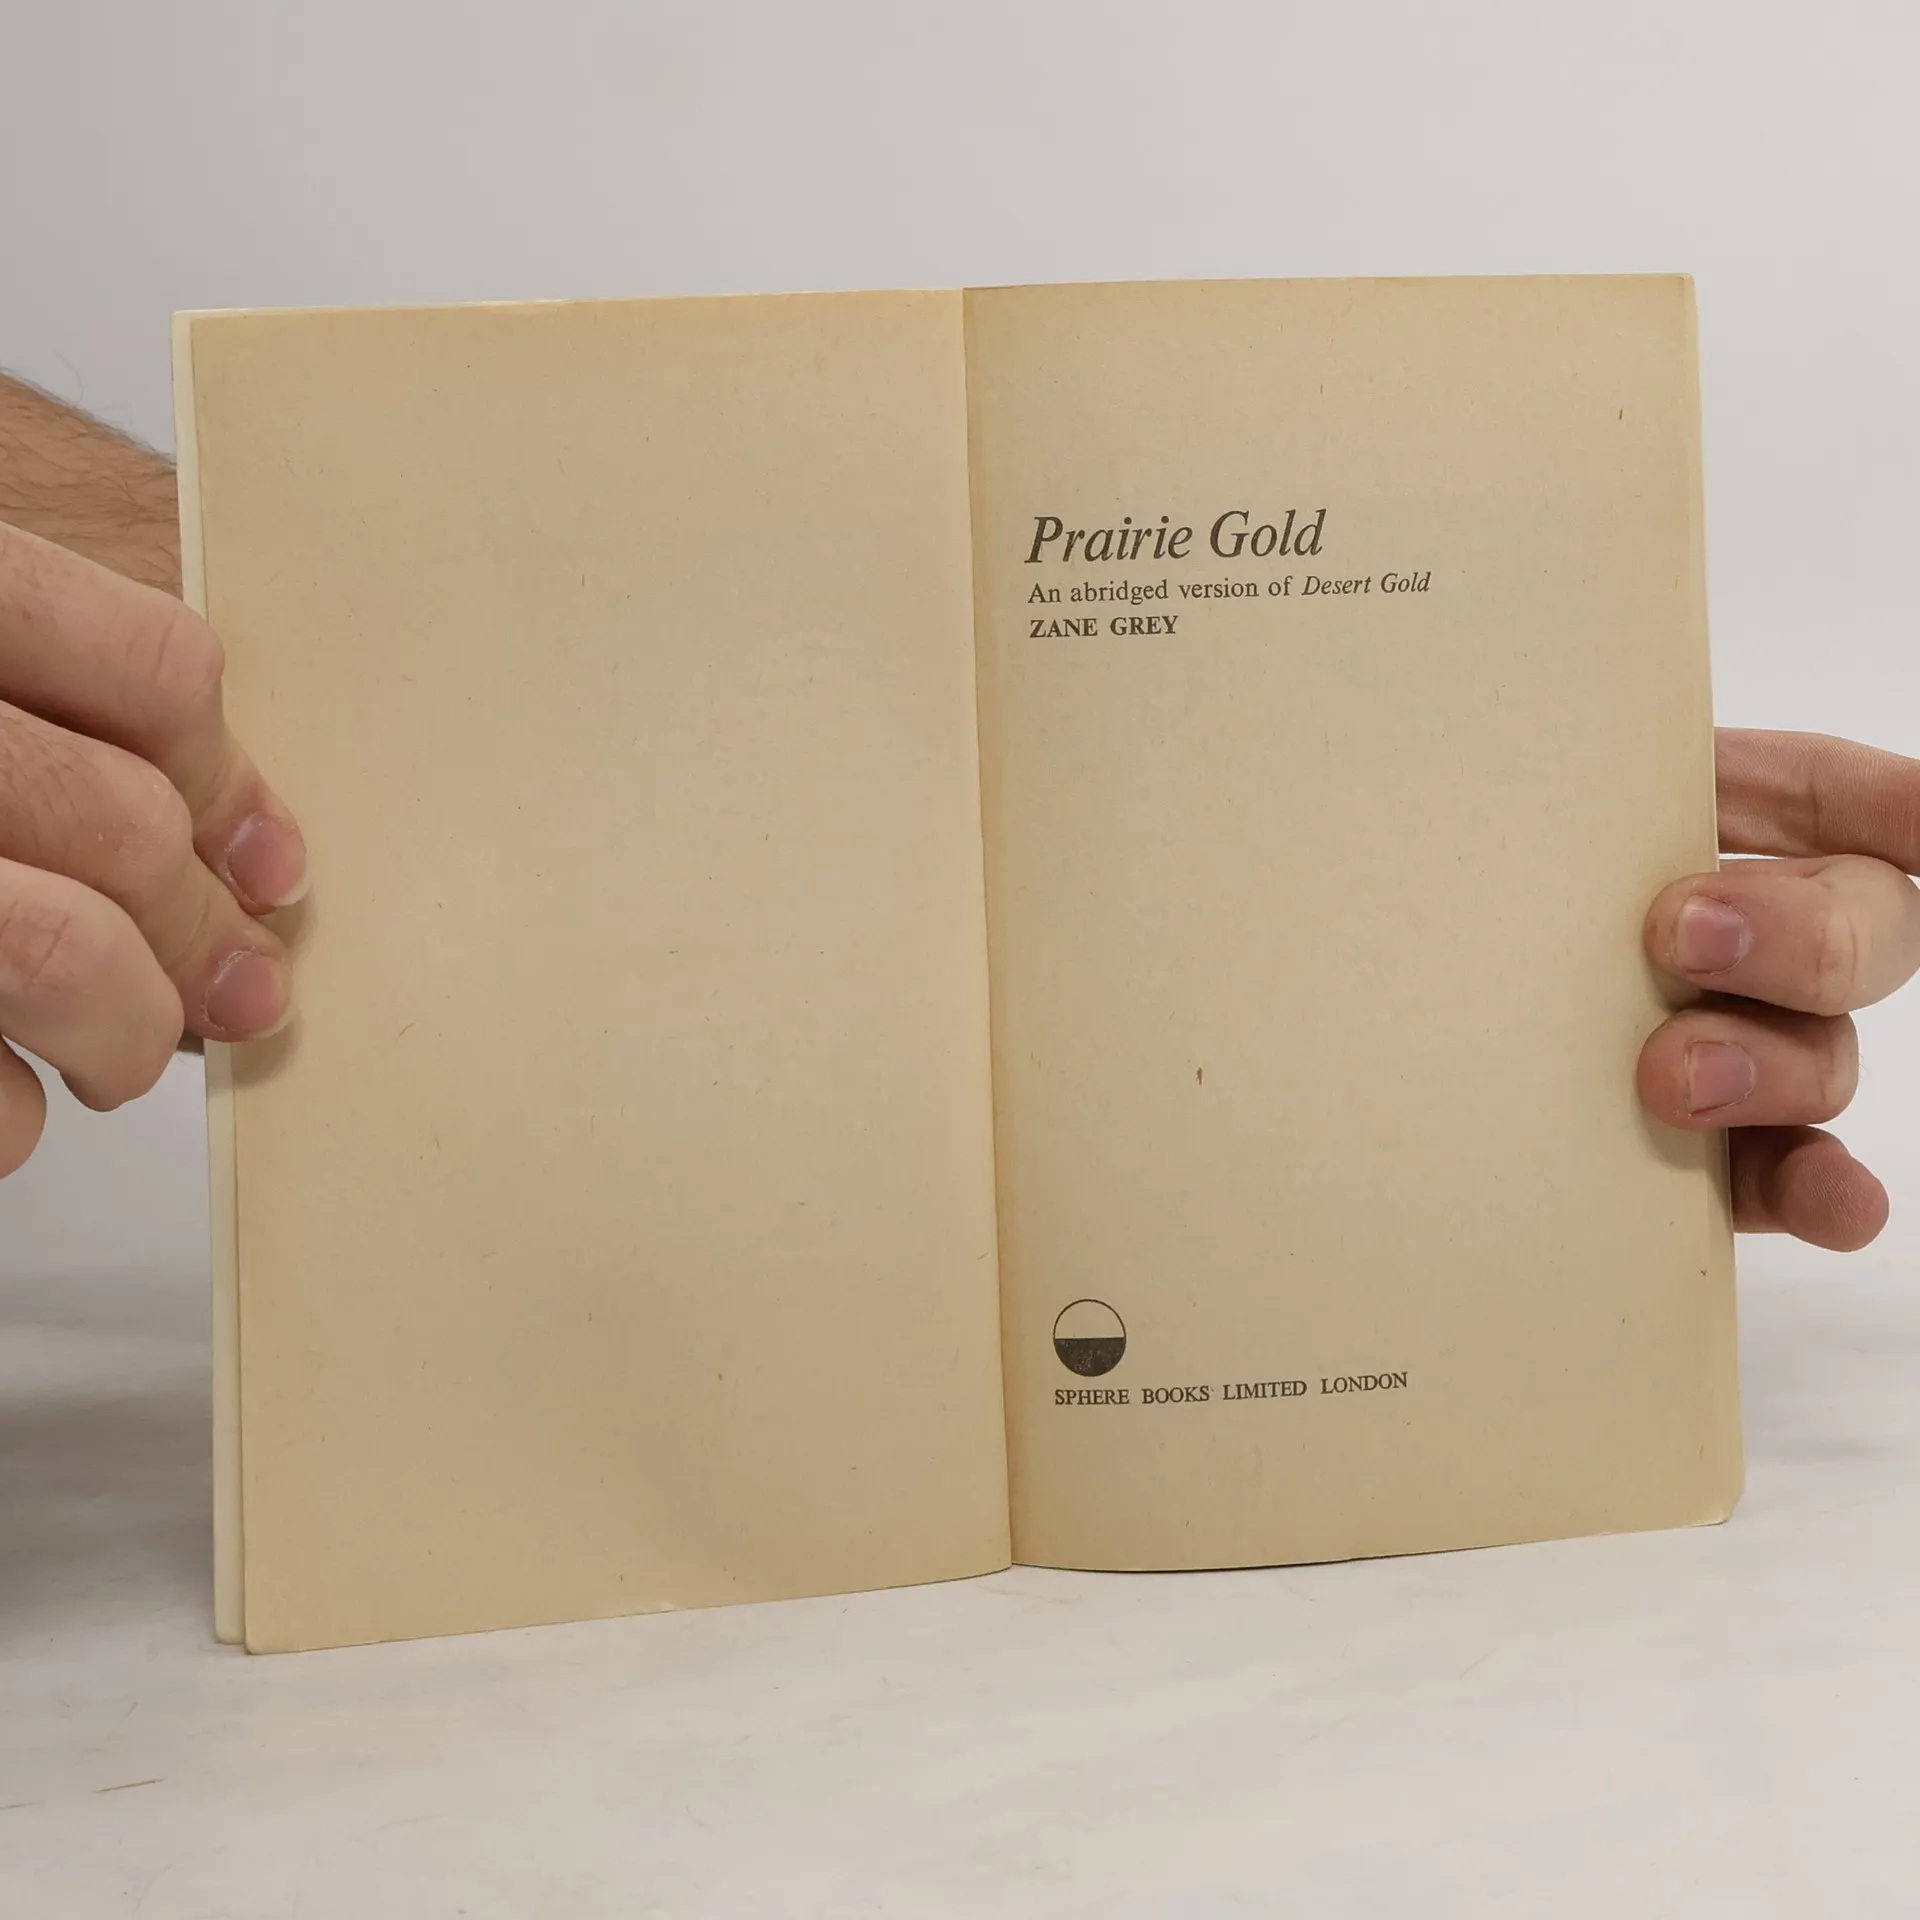 Prairie Gold
An abridged version of Desert Gold
ZANE GREY
SPHERE BOOKS LIMITED LONDON